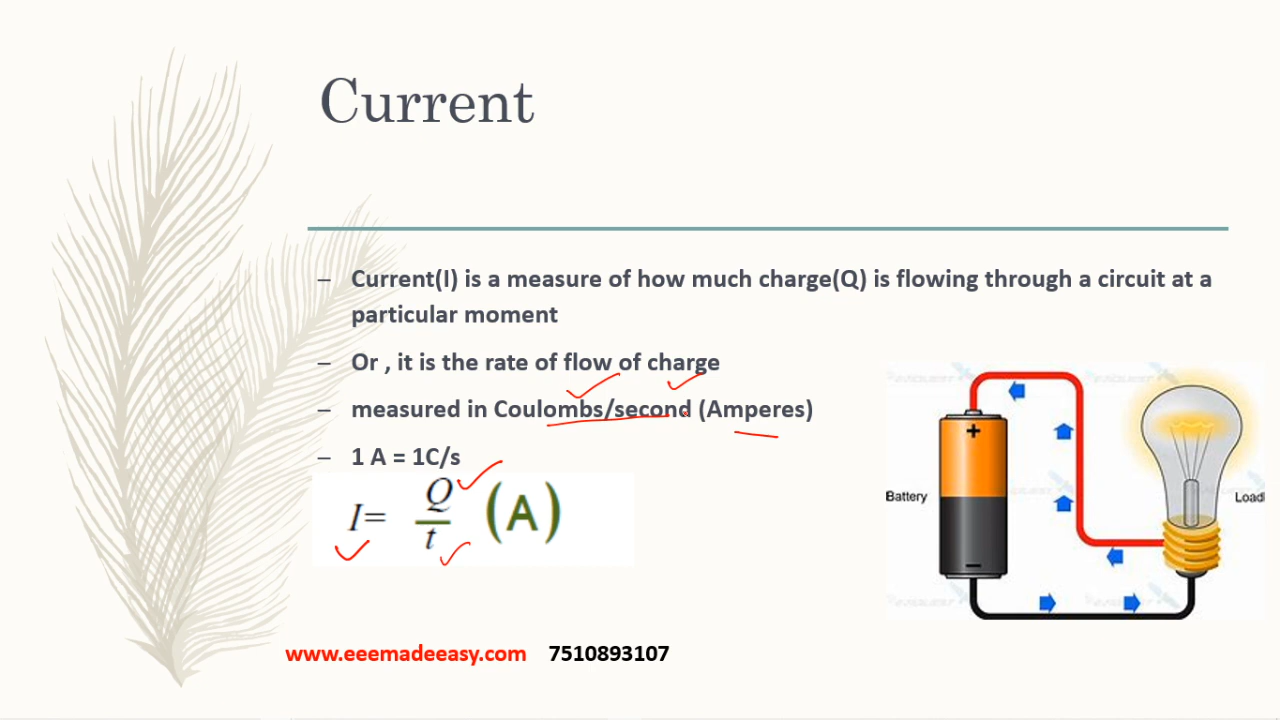 Current
– Current(I) is a measure of how much charge(Q) is flowing through a circuit at a
particular moment
– Or , it is the rate of flow of charge
– measured in Coulombs/second (Amperes)
– 1 A = 1C/s
I= Q/t (A)
Battery
+
−
Load
www.eeemadeeasy.com 7510893107